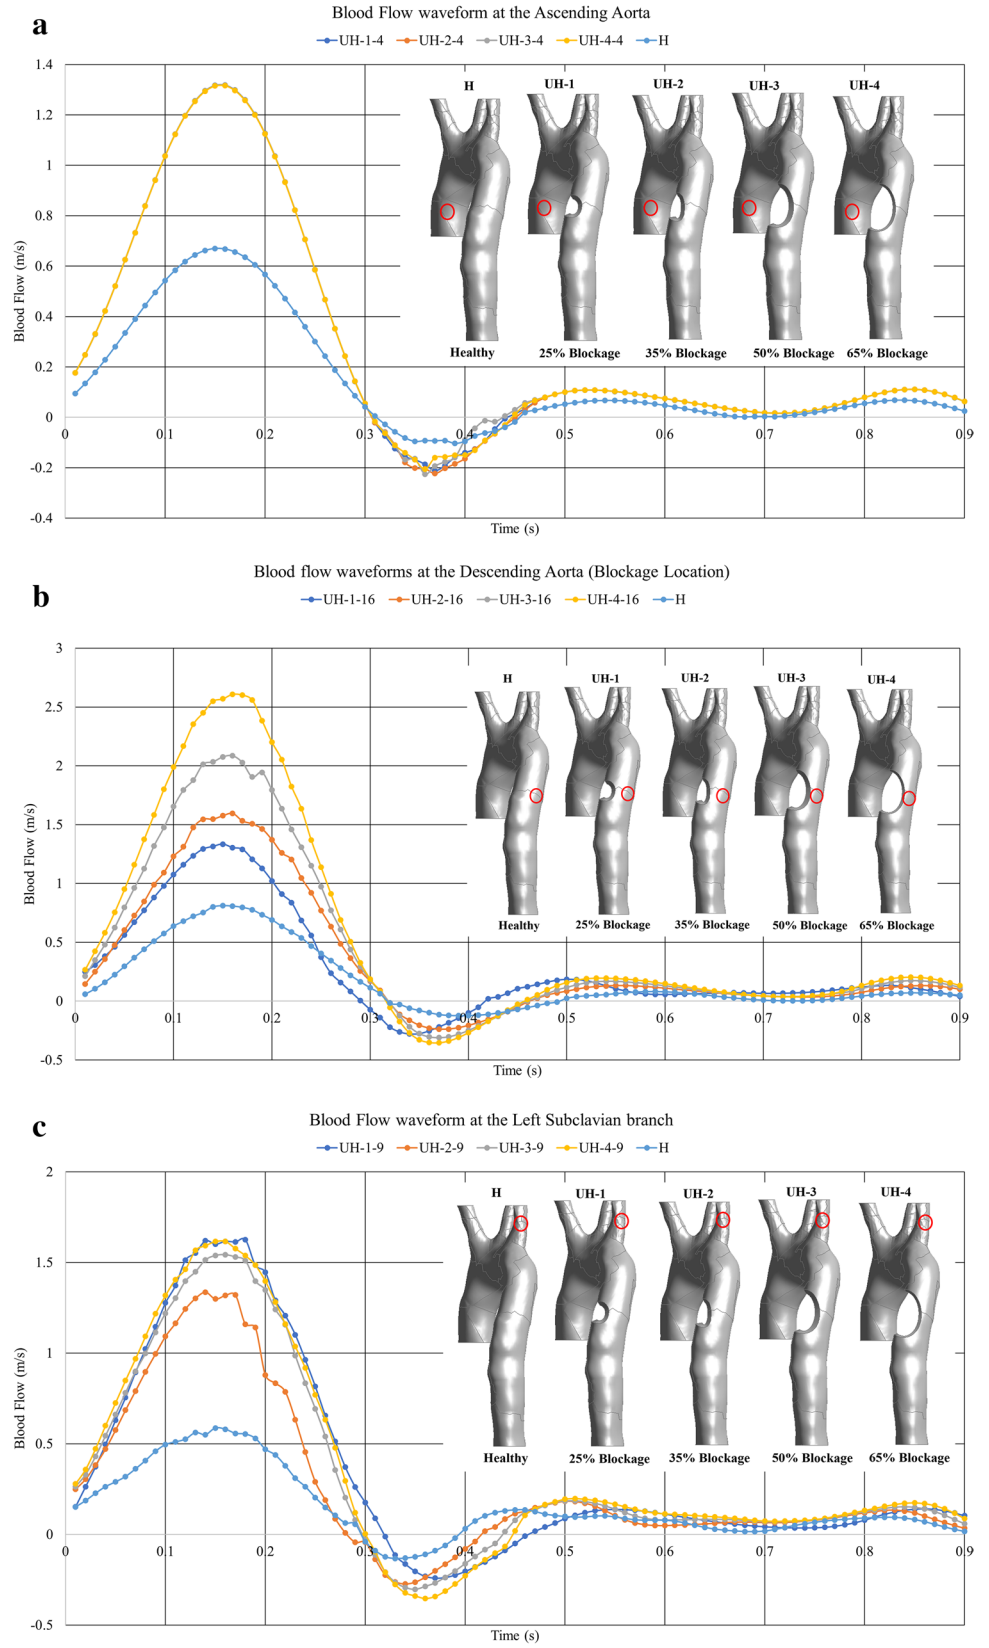 a
Blood Flow waveform at the Ascending Aorta
UH-1-4 UH-2-4 UH-3-4 UH-4-4 H
1.4
1.2
1
0.8
0.6
0.4
0.2
0
-0.2
-0.4
Blood Flow (m/s)
H UH-1 UH-2 UH-3 UH-4
Healthy 25% Blockage 35% Blockage 50% Blockage 65% Blockage
0 0.1 0.2 0.3 0.4 0.5 0.6 0.7 0.8 0.9
Time (s)
b
Blood flow waveforms at the Descending Aorta (Blockage Location)
UH-1-16 UH-2-16 UH-3-16 UH-4-16 H
3
2.5
2
1.5
1
0.5
0
-0.5
Blood Flow (m/s)
H UH-1 UH-2 UH-3 UH-4
Healthy 25% Blockage 35% Blockage 50% Blockage 65% Blockage
0 0.1 0.2 0.3 0.4 0.5 0.6 0.7 0.8 0.9
Time (s)
c
Blood Flow waveform at the Left Subclavian branch
UH-1-9 UH-2-9 UH-3-9 UH-4-9 H
2
1.5
1
0.5
0
-0.5
Blood Flow (m/s)
H UH-1 UH-2 UH-3 UH-4
Healthy 25% Blockage 35% Blockage 50% Blockage 65% Blockage
0 0.1 0.2 0.3 0.4 0.5 0.6 0.7 0.8 0.9
Time (s)